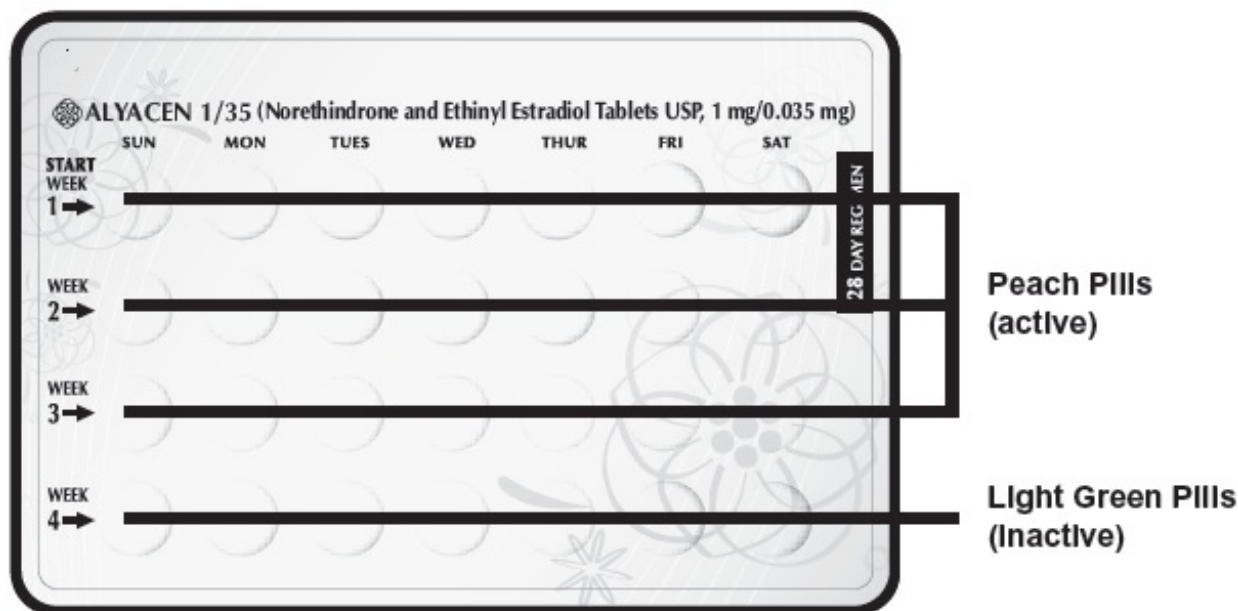 ALYACEN 1/35 (Norethindrone and Ethinyl Estradiol Tablets USP, 1 mg/0.035 mg)
SUN MON TUES WED THUR FRI SAT
START
WEEK
1
28 DAY REGIMEN
WEEK
2
Peach Pills
(active)
WEEK
3
WEEK
4
Light Green Pills
(Inactive)